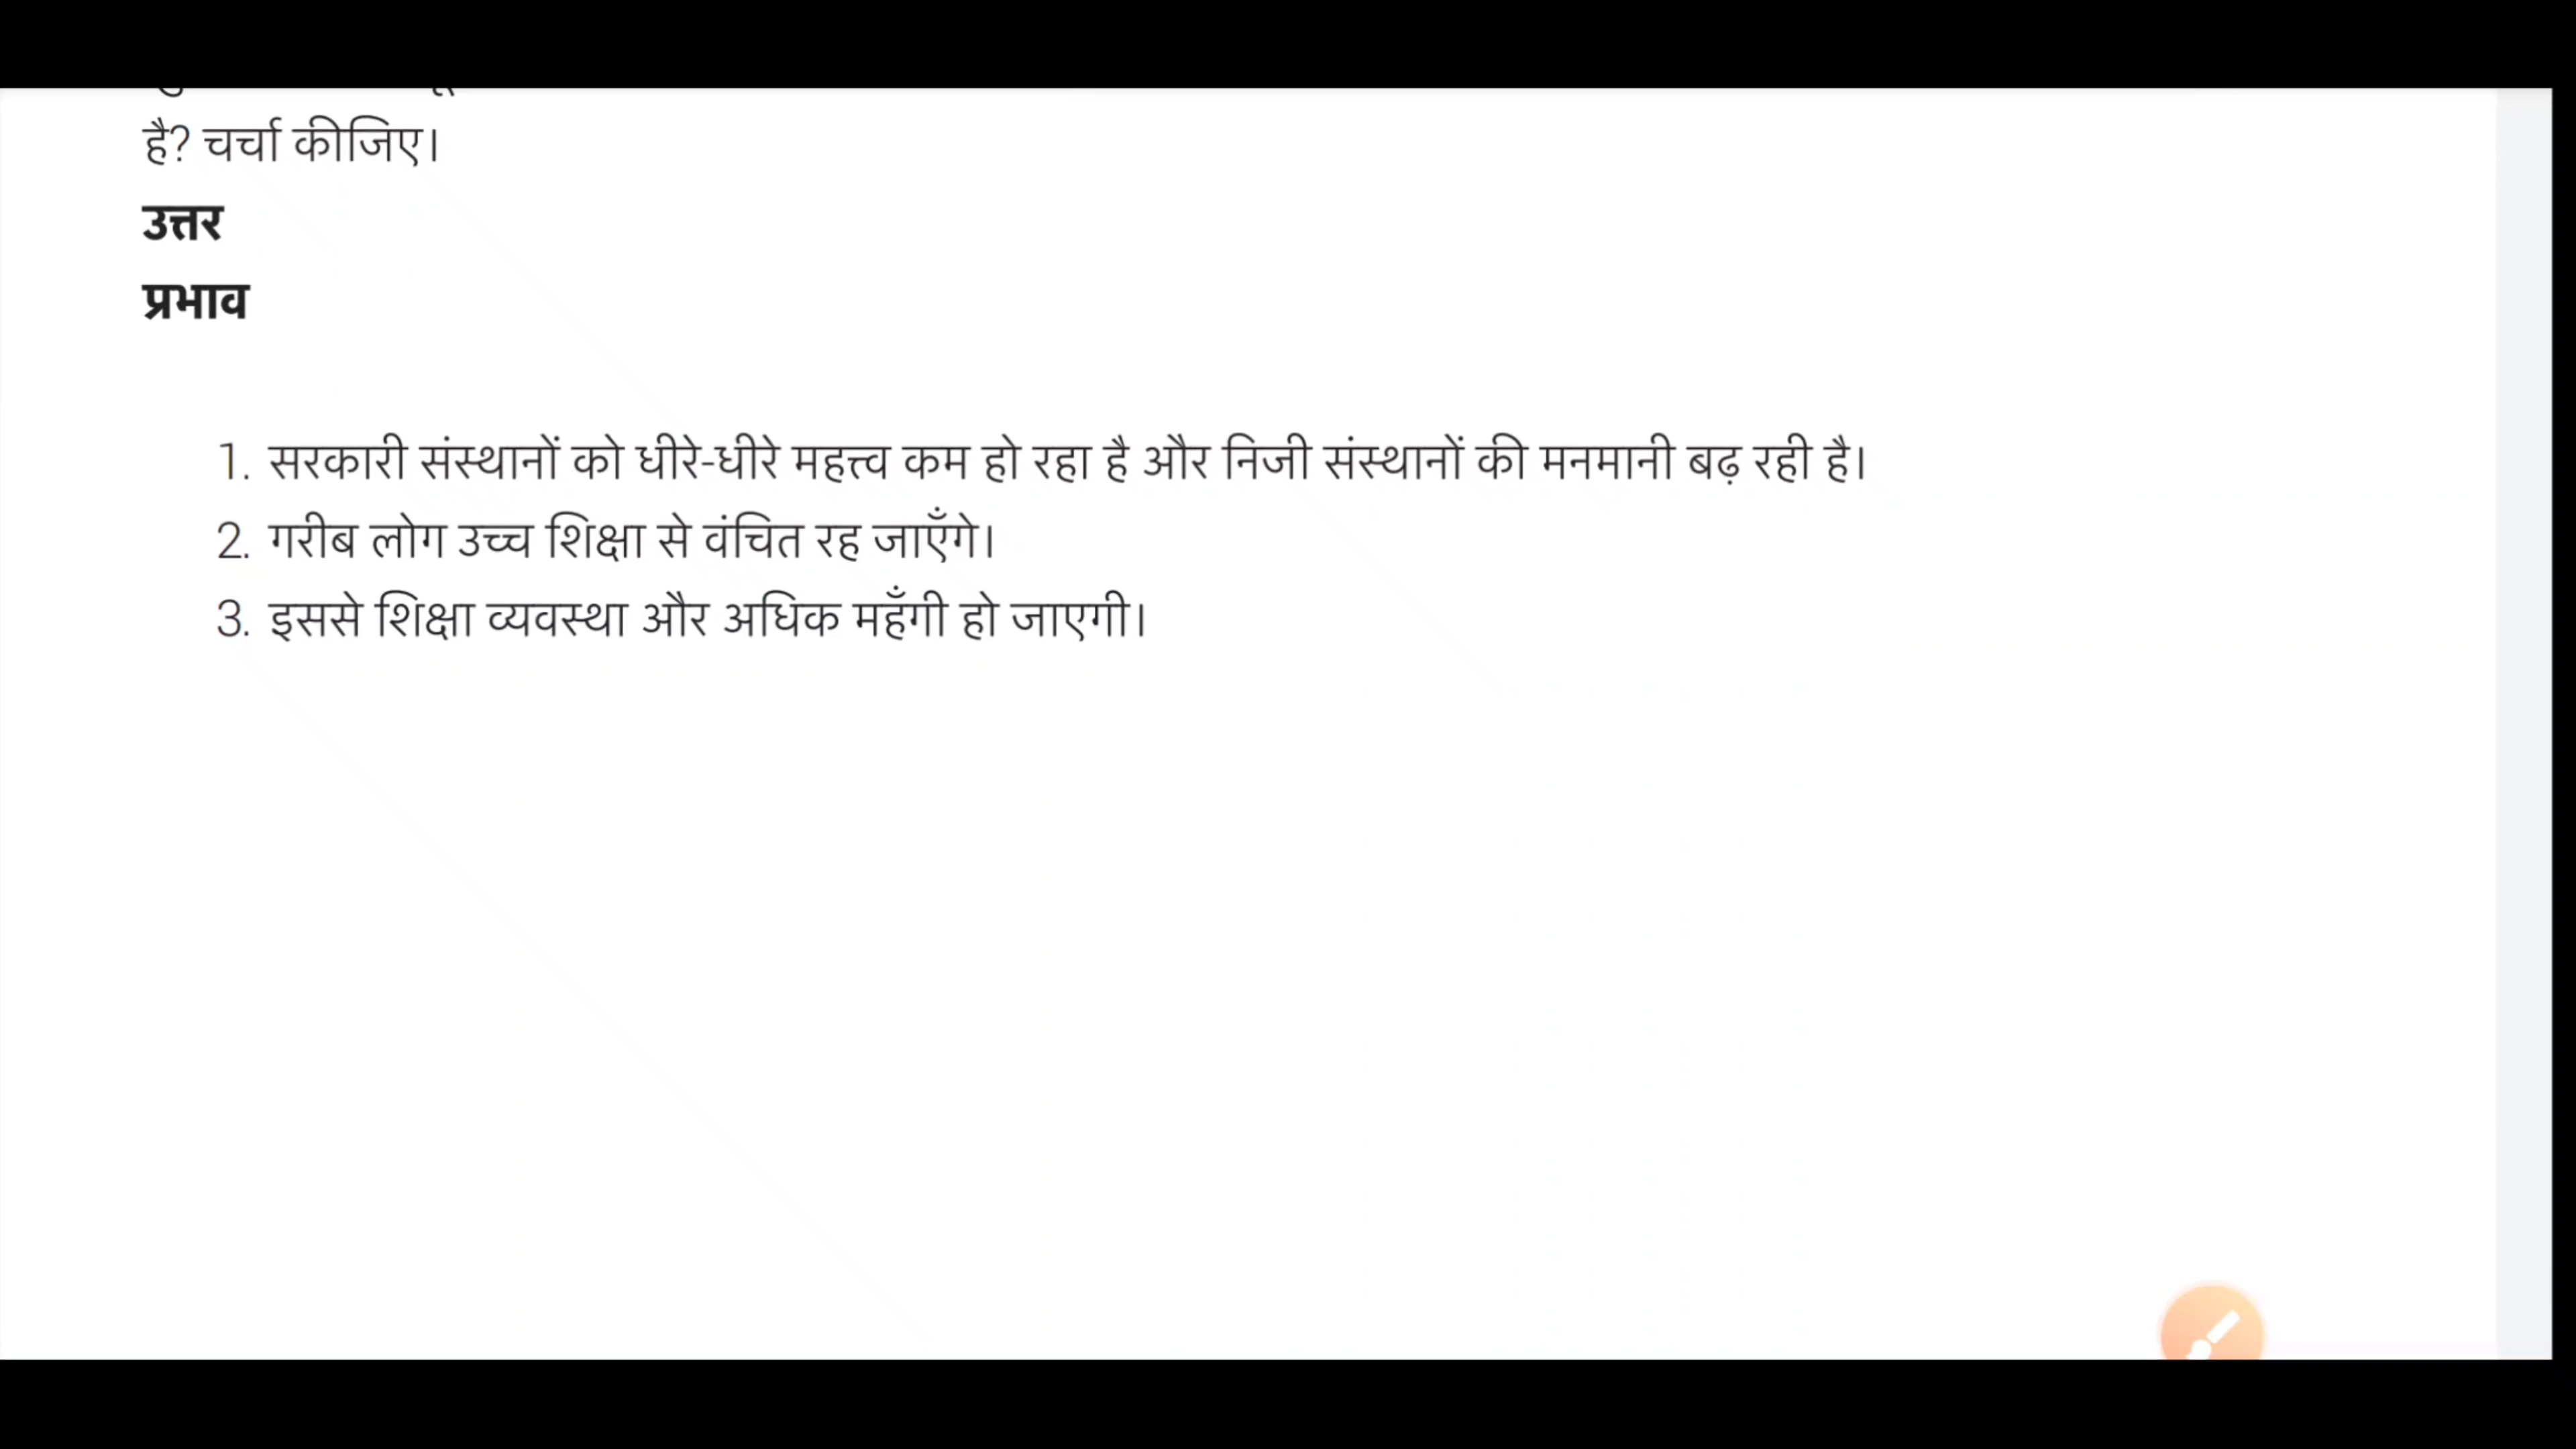 है? चर्चा कीजिए।
उत्तर
प्रभाव
1. सरकारी संस्थानों को धीरे-धीरे महत्त्व कम हो रहा है और निजी संस्थानों की मनमानी बढ़ रही है।
2. गरीब लोग उच्च शिक्षा से वंचित रह जाएँगे।
3. इससे शिक्षा व्यवस्था और अधिक महँगी हो जाएगी।